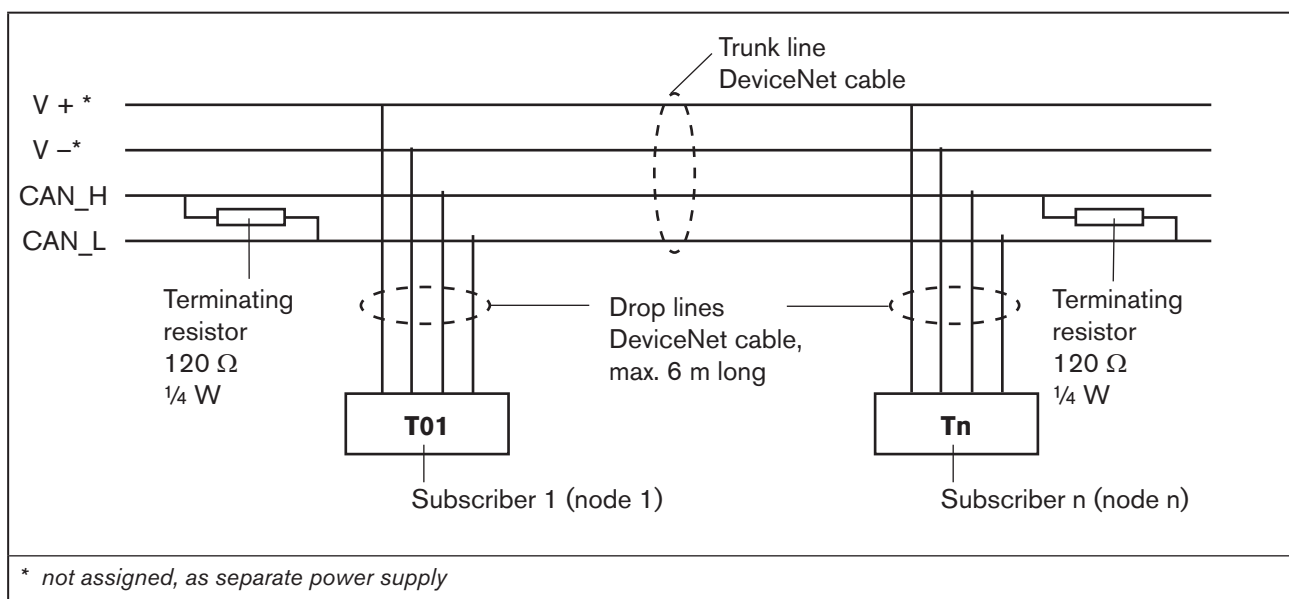 Trunk line
DeviceNet cable
V + *
V –*
CAN_H
CAN_L
Terminating
resistor
120 Ω
¼ W
Drop lines
DeviceNet cable,
max. 6 m long
Terminating
resistor
120 Ω
¼ W
T01
Tn
Subscriber 1 (node 1)
Subscriber n (node n)
* not assigned, as separate power supply